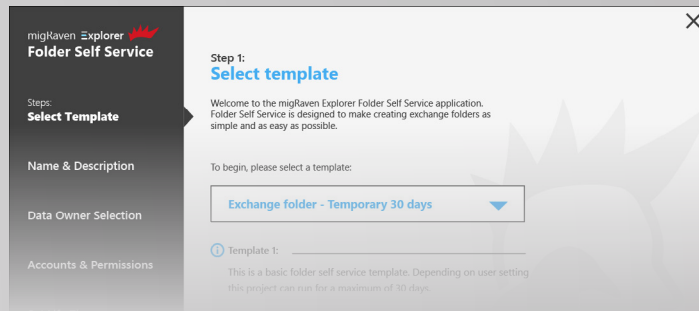 migRaven Explorer
Folder Self Service
Steps:
Select Template
Name & Description
Data Owner Selection
Accounts & Permissions
Step 1:
Select template
Welcome to the migRaven Explorer Folder Self Service application.
Folder Self Service is designed to make creating exchange folders as
simple and as easy as possible.
To begin, please select a template:
Exchange folder - Temporary 30 days
Template 1:
This is a basic folder self service template. Depending on user setting
this project can run for a maximum of 30 days.